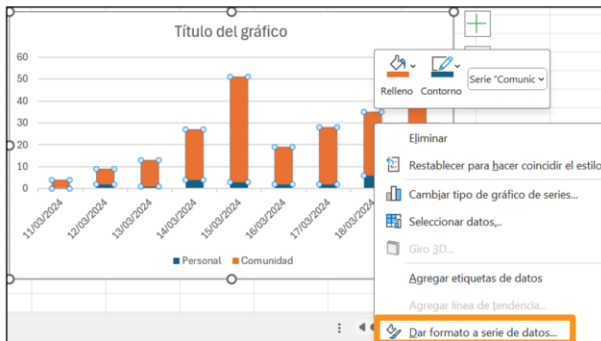 Título del gráfico
60
50
40
30
20
10
0
11/03/2024
12/03/2024
13/03/2024
14/03/2024
15/03/2024
16/03/2024
17/03/2024
18/03/2024
Personal Comunidad
Relleno Contorno Serie "Comunic
Eliminar
Restablecer para hacer coincidir el estilo
Cambiar tipo de gráfico de series...
Seleccionar datos,..
Giro 3D...
Agregar etiquetas de datos
Agregar línea de tendencia...
Dar formato a serie de datos...